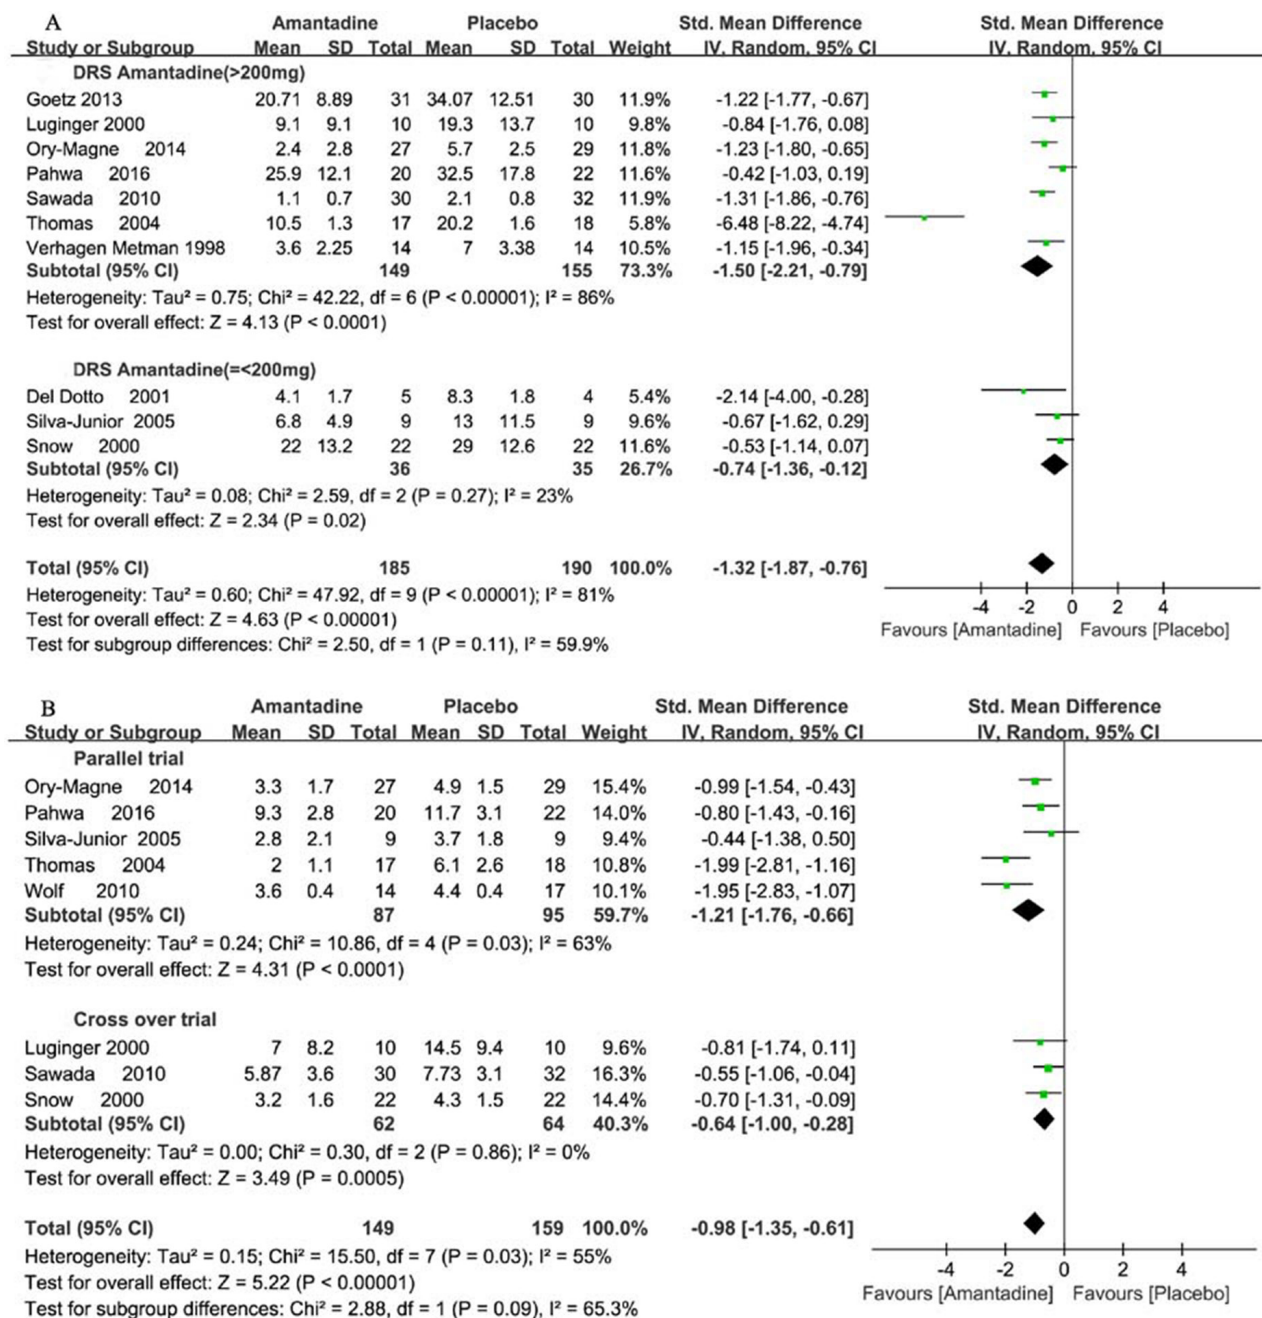 A Amantadine Placebo Std. Mean Difference Std. Mean Difference
Study or Subgroup Mean SD Total Mean SD Total Weight IV, Random, 95% CI IV, Random, 95% CI
DRS Amantadine(>200mg)
Goetz 2013 20.71 8.89 31 34.07 12.51 30 11.9% -1.22 [-1.77, -0.67]
Luginger 2000 9.1 9.1 10 19.3 13.7 10 9.8% -0.84 [-1.76, 0.08]
Ory-Magne 2014 2.4 2.8 27 5.7 2.5 29 11.8% -1.23 [-1.80, -0.65]
Pahwa 2016 25.9 12.1 20 32.5 17.8 22 11.6% -0.42 [-1.03, 0.19]
Sawada 2010 1.1 0.7 30 2.1 0.8 32 11.9% -1.31 [-1.86, -0.76]
Thomas 2004 10.5 1.3 17 20.2 1.6 18 5.8% -6.48 [-8.22, -4.74]
Verhagen Metman 1998 3.6 2.25 14 7 3.38 14 10.5% -1.15 [-1.96, -0.34]
Subtotal (95% CI) 149 155 73.3% -1.50 [-2.21, -0.79]
Heterogeneity: Tau² = 0.75; Chi² = 42.22, df = 6 (P < 0.00001); I² = 86%
Test for overall effect: Z = 4.13 (P < 0.0001)
DRS Amantadine(=<200mg)
Del Dotto 2001 4.1 1.7 5 8.3 1.8 4 5.4% -2.14 [-4.00, -0.28]
Silva-Junior 2005 6.8 4.9 9 13 11.5 9 9.6% -0.67 [-1.62, 0.29]
Snow 2000 22 13.2 22 29 12.6 22 11.6% -0.53 [-1.14, 0.07]
Subtotal (95% CI) 36 35 26.7% -0.74 [-1.36, -0.12]
Heterogeneity: Tau² = 0.08; Chi² = 2.59, df = 2 (P = 0.27); I² = 23%
Test for overall effect: Z = 2.34 (P = 0.02)
Total (95% CI) 185 190 100.0% -1.32 [-1.87, -0.76]
Heterogeneity: Tau² = 0.60; Chi² = 47.92, df = 9 (P < 0.00001); I² = 81%
Test for overall effect: Z = 4.63 (P < 0.00001)
Test for subgroup differences: Chi² = 2.50, df = 1 (P = 0.11), I² = 59.9%
-4 -2 0 2 4
Favours [Amantadine] Favours [Placebo]
B Amantadine Placebo Std. Mean Difference Std. Mean Difference
Study or Subgroup Mean SD Total Mean SD Total Weight IV, Random, 95% CI IV, Random, 95% CI
Parallel trial
Ory-Magne 2014 3.3 1.7 27 4.9 1.5 29 15.4% -0.99 [-1.54, -0.43]
Pahwa 2016 9.3 2.8 20 11.7 3.1 22 14.0% -0.80 [-1.43, -0.16]
Silva-Junior 2005 2.8 2.1 9 3.7 1.8 9 9.4% -0.44 [-1.38, 0.50]
Thomas 2004 2 1.1 17 6.1 2.6 18 10.8% -1.99 [-2.81, -1.16]
Wolf 2010 3.6 0.4 14 4.4 0.4 17 10.1% -1.95 [-2.83, -1.07]
Subtotal (95% CI) 87 95 59.7% -1.21 [-1.76, -0.66]
Heterogeneity: Tau² = 0.24; Chi² = 10.86, df = 4 (P = 0.03); I² = 63%
Test for overall effect: Z = 4.31 (P < 0.0001)
Cross over trial
Luginger 2000 7 8.2 10 14.5 9.4 10 9.6% -0.81 [-1.74, 0.11]
Sawada 2010 5.87 3.6 30 7.73 3.1 32 16.3% -0.55 [-1.06, -0.04]
Snow 2000 3.2 1.6 22 4.3 1.5 22 14.4% -0.70 [-1.31, -0.09]
Subtotal (95% CI) 62 64 40.3% -0.64 [-1.00, -0.28]
Heterogeneity: Tau² = 0.00; Chi² = 0.30, df = 2 (P = 0.86); I² = 0%
Test for overall effect: Z = 3.49 (P = 0.0005)
Total (95% CI) 149 159 100.0% -0.98 [-1.35, -0.61]
Heterogeneity: Tau² = 0.15; Chi² = 15.50, df = 7 (P = 0.03); I² = 55%
Test for overall effect: Z = 5.22 (P < 0.00001)
Test for subgroup differences: Chi² = 2.88, df = 1 (P = 0.09), I² = 65.3%
-4 -2 0 2 4
Favours [Amantadine] Favours [Placebo]